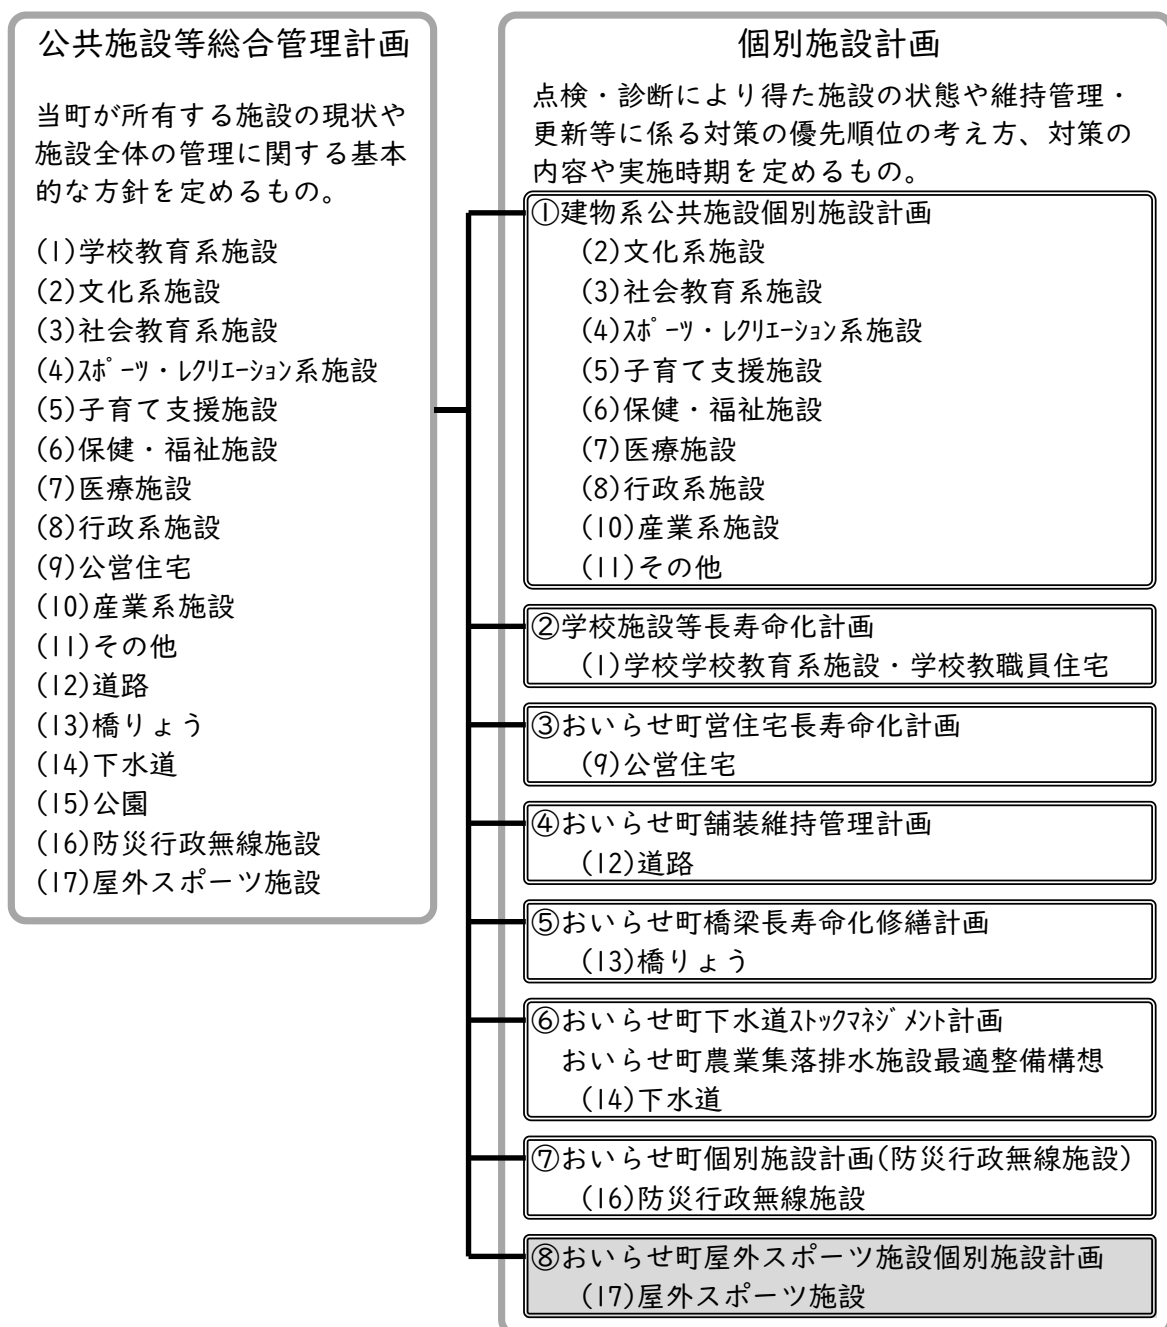 公共施設等総合管理計画
当町が所有する施設の現状や
施設全体の管理に関する基本
的な方針を定めるもの。
(1)学校教育系施設
(2)文化系施設
(3)社会教育系施設
(4)ｽﾎﾟｰﾂ・ﾚｸﾘｴｰｼｮﾝ系施設
(5)子育て支援施設
(6)保健・福祉施設
(7)医療施設
(8)行政系施設
(9)公営住宅
(10)産業系施設
(11)その他
(12)道路
(13)橋りょう
(14)下水道
(15)公園
(16)防災行政無線施設
(17)屋外スポーツ施設
個別施設計画
点検・診断により得た施設の状態や維持管理・
更新等に係る対策の優先順位の考え方、対策の
内容や実施時期を定めるもの。
①建物系公共施設個別施設計画
(2)文化系施設
(3)社会教育系施設
(4)ｽﾎﾟｰﾂ・ﾚｸﾘｴｰｼｮﾝ系施設
(5)子育て支援施設
(6)保健・福祉施設
(7)医療施設
(8)行政系施設
(10)産業系施設
(11)その他
②学校施設等長寿命化計画
(1)学校学校教育系施設・学校教職員住宅
③おいらせ町営住宅長寿命化計画
(9)公営住宅
④おいらせ町舗装維持管理計画
(12)道路
⑤おいらせ町橋梁長寿命化修繕計画
(13)橋りょう
⑥おいらせ町下水道ｽﾄｯｸﾏﾈｼﾞﾒﾝﾄ計画
おいらせ町農業集落排水施設最適整備構想
(14)下水道
⑦おいらせ町個別施設計画(防災行政無線施設)
(16)防災行政無線施設
⑧おいらせ町屋外スポーツ施設個別施設計画
(17)屋外スポーツ施設